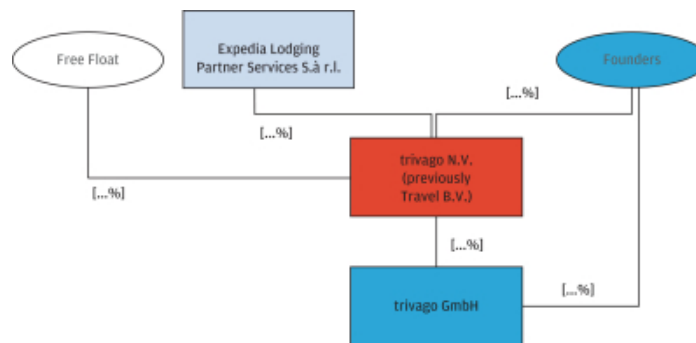 Expedia Lodging
Partner Services S.à r.l.
Free Float
Founders
[...%]
[...%]
trivago N.V.
(previously
Travel B.V.)
[...%]
[...%]
[...%]
trivago GmbH